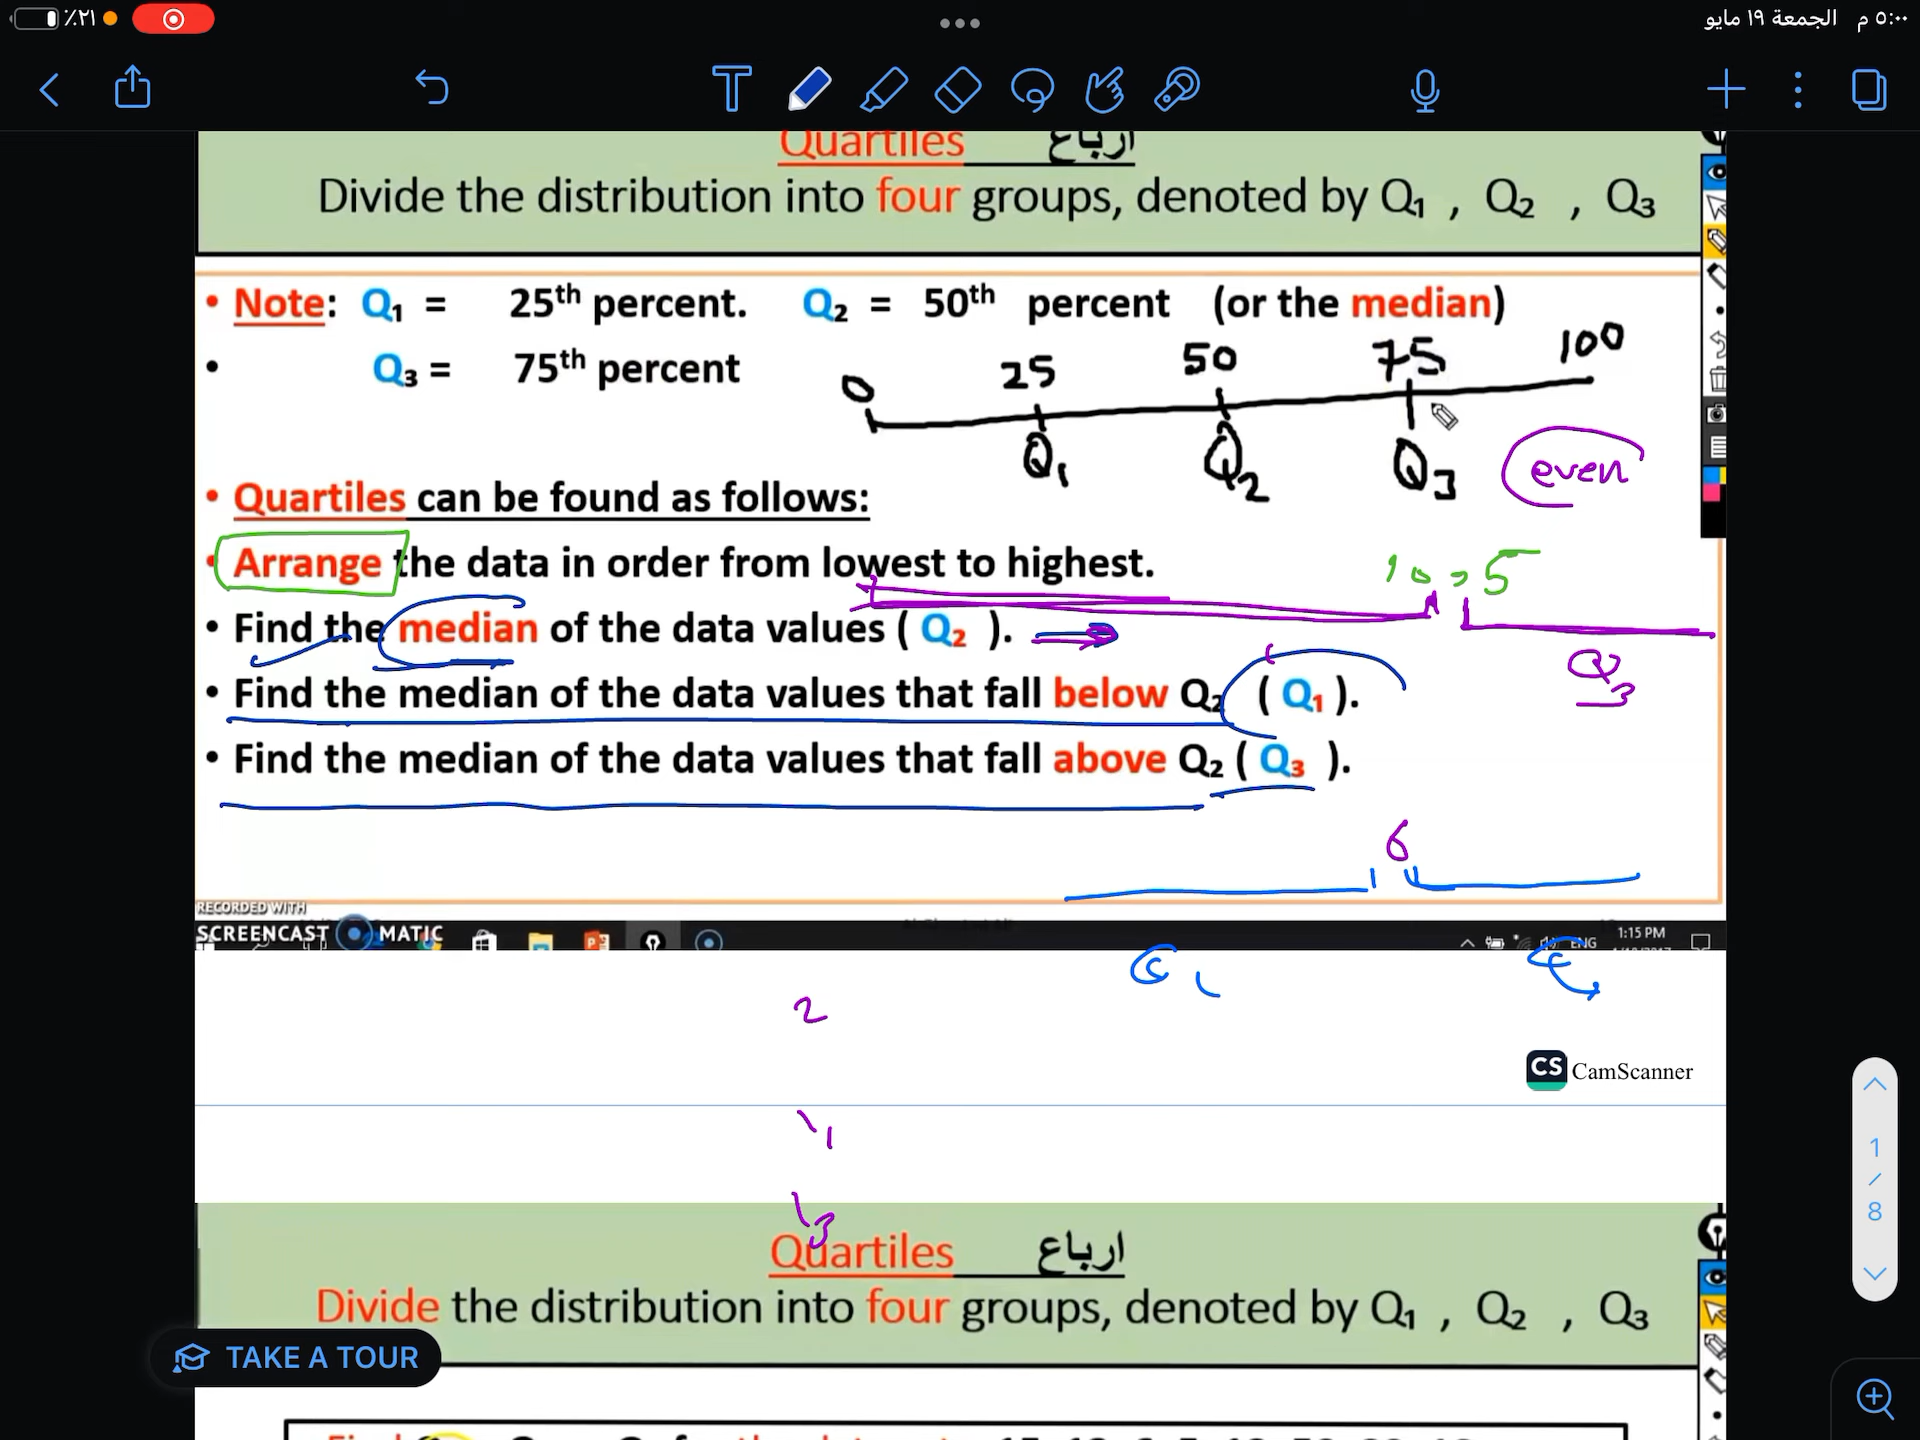 ٥:٠٠ م الجمعة ١٩ مايو
٪٢١
Quartiles ارباع
Divide the distribution into four groups, denoted by Q1 , Q2 , Q3
• Note: Q1 = 25th percent. Q2 = 50th percent (or the median)
• Q3 = 75th percent
0 25 50 75 100
Q1 Q2 Q3
even
• Quartiles can be found as follows:
• Arrange the data in order from lowest to highest.
10 5
• Find the median of the data values ( Q2 ).
Q3
• Find the median of the data values that fall below Q2 ( Q1 ).
• Find the median of the data values that fall above Q2 ( Q3 ).
6
RECORDED WITH
SCREENCAST MATIC
ENG 1:15 PM
2
CS CamScanner
1
3
1 / 8
Quartiles ارباع
Divide the distribution into four groups, denoted by Q1 , Q2 , Q3
TAKE A TOUR